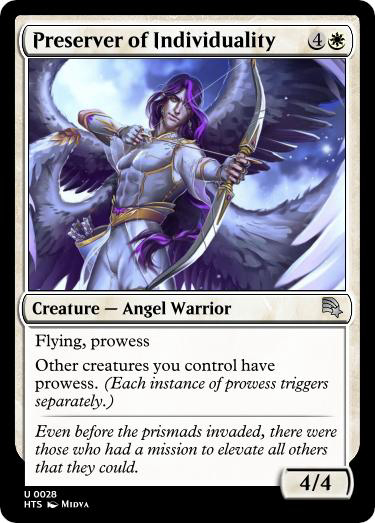 Preserver of Individuality 4
Creature — Angel Warrior
Flying, prowess
Other creatures you control have
prowess. (Each instance of prowess triggers
separately.)
Even before the prismads invaded, there were
those who had a mission to elevate all others
that they could.
4/4
U 0028
HTS Midva